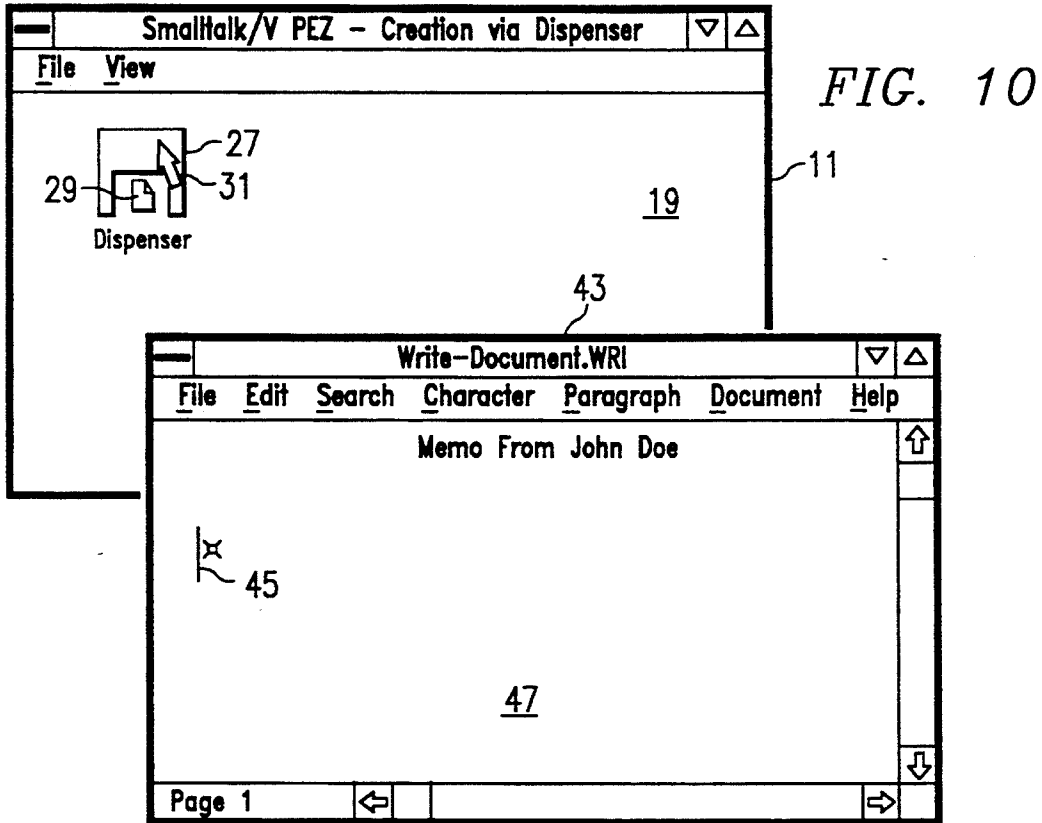 Smalltalk/V PEZ - Creation via Dispenser
File View
FIG. 10
27
11
29
31
19
Dispenser
43
Write-Document.WRI
File Edit Search Character Paragraph Document Help
Memo From John Doe
45
47
Page 1